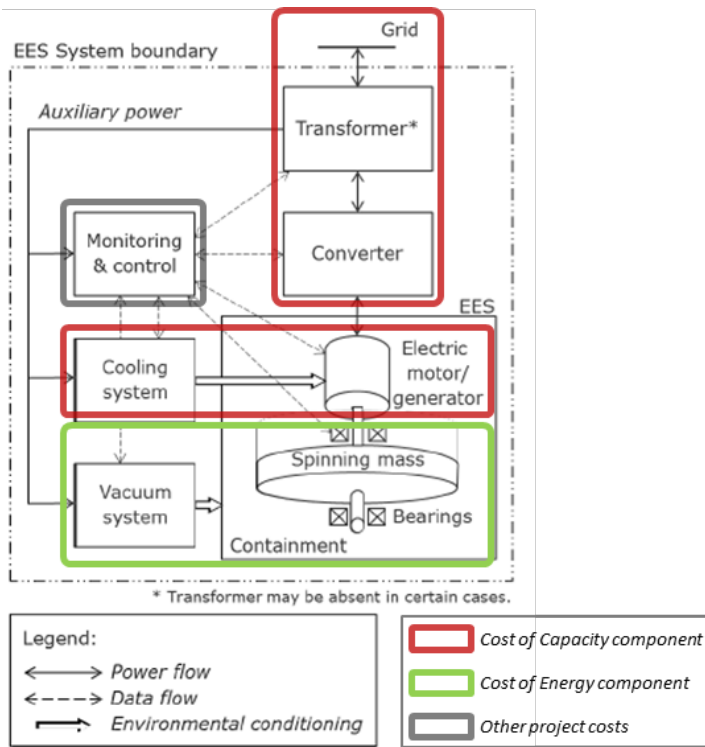 Grid
EES System boundary
Auxiliary power
Transformer*
Monitoring
& control
Converter
EES
Cooling
system
Electric
motor/
generator
Spinning mass
Vacuum
system
Bearings
Containment
* Transformer may be absent in certain cases.
Legend:
Power flow
Data flow
Environmental conditioning
Cost of Capacity component
Cost of Energy component
Other project costs